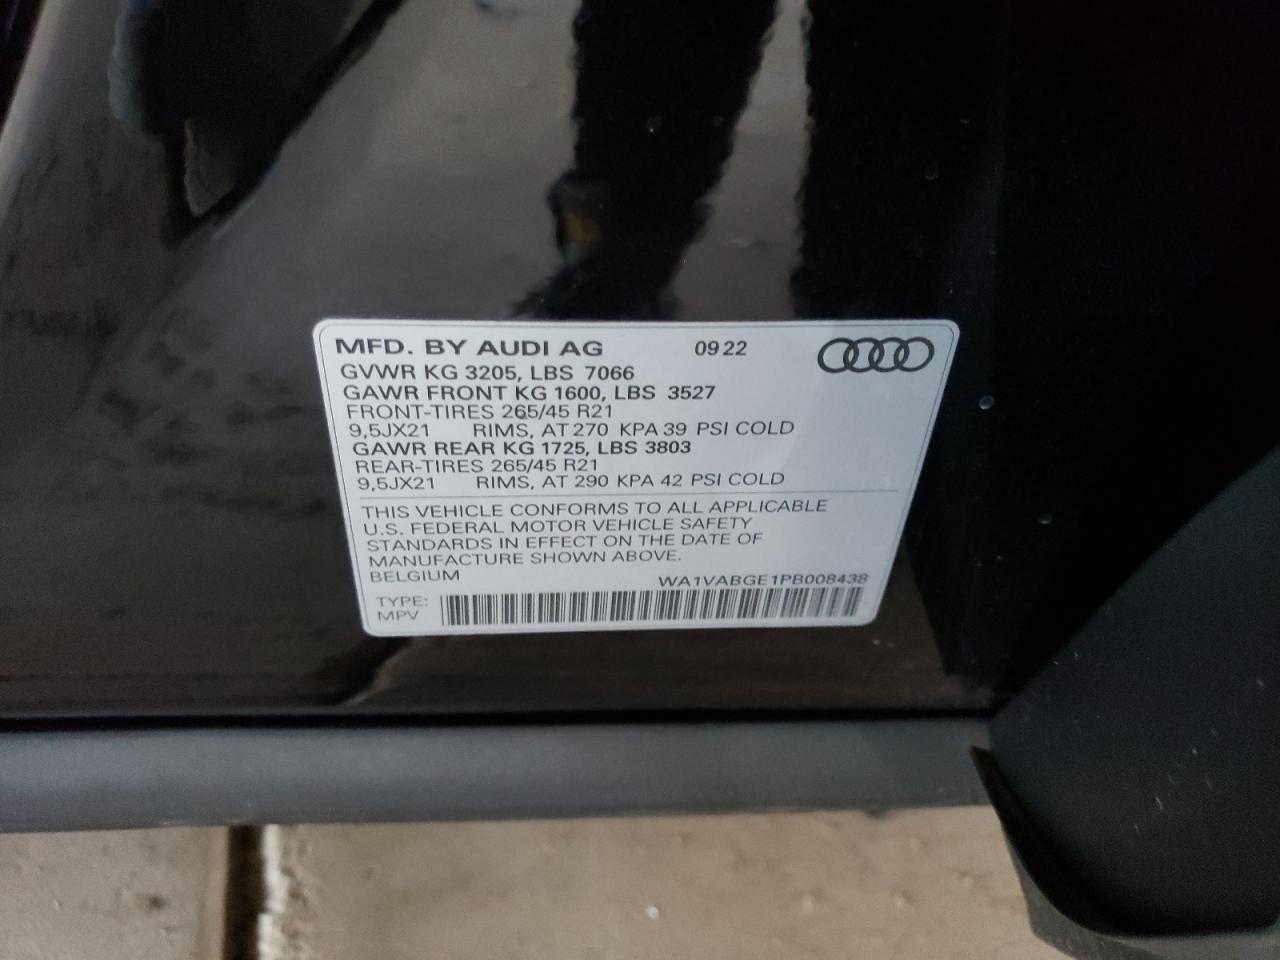 MFD. BY AUDI AG 09 22
GVWR KG 3205, LBS 7066
GAWR FRONT KG 1600, LBS 3527
FRONT-TIRES 265/45 R21
9,5JX21 RIMS, AT 270 KPA 39 PSI COLD
GAWR REAR KG 1725, LBS 3803
REAR-TIRES 265/45 R21
9,5JX21 RIMS, AT 290 KPA 42 PSI COLD
THIS VEHICLE CONFORMS TO ALL APPLICABLE
U.S. FEDERAL MOTOR VEHICLE SAFETY
STANDARDS IN EFFECT ON THE DATE OF
MANUFACTURE SHOWN ABOVE.
BELGIUM WA1VABGE1PB008438
TYPE:
MPV